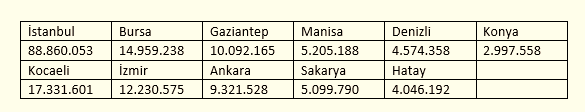 İstanbul Bursa Gaziantep Manisa Denizli Konya
88.860.053 14.959.238 10.092.165 5.205.188 4.574.358 2.997.558
Kocaeli İzmir Ankara Sakarya Hatay
17.331.601 12.230.575 9.321.528 5.099.790 4.046.192